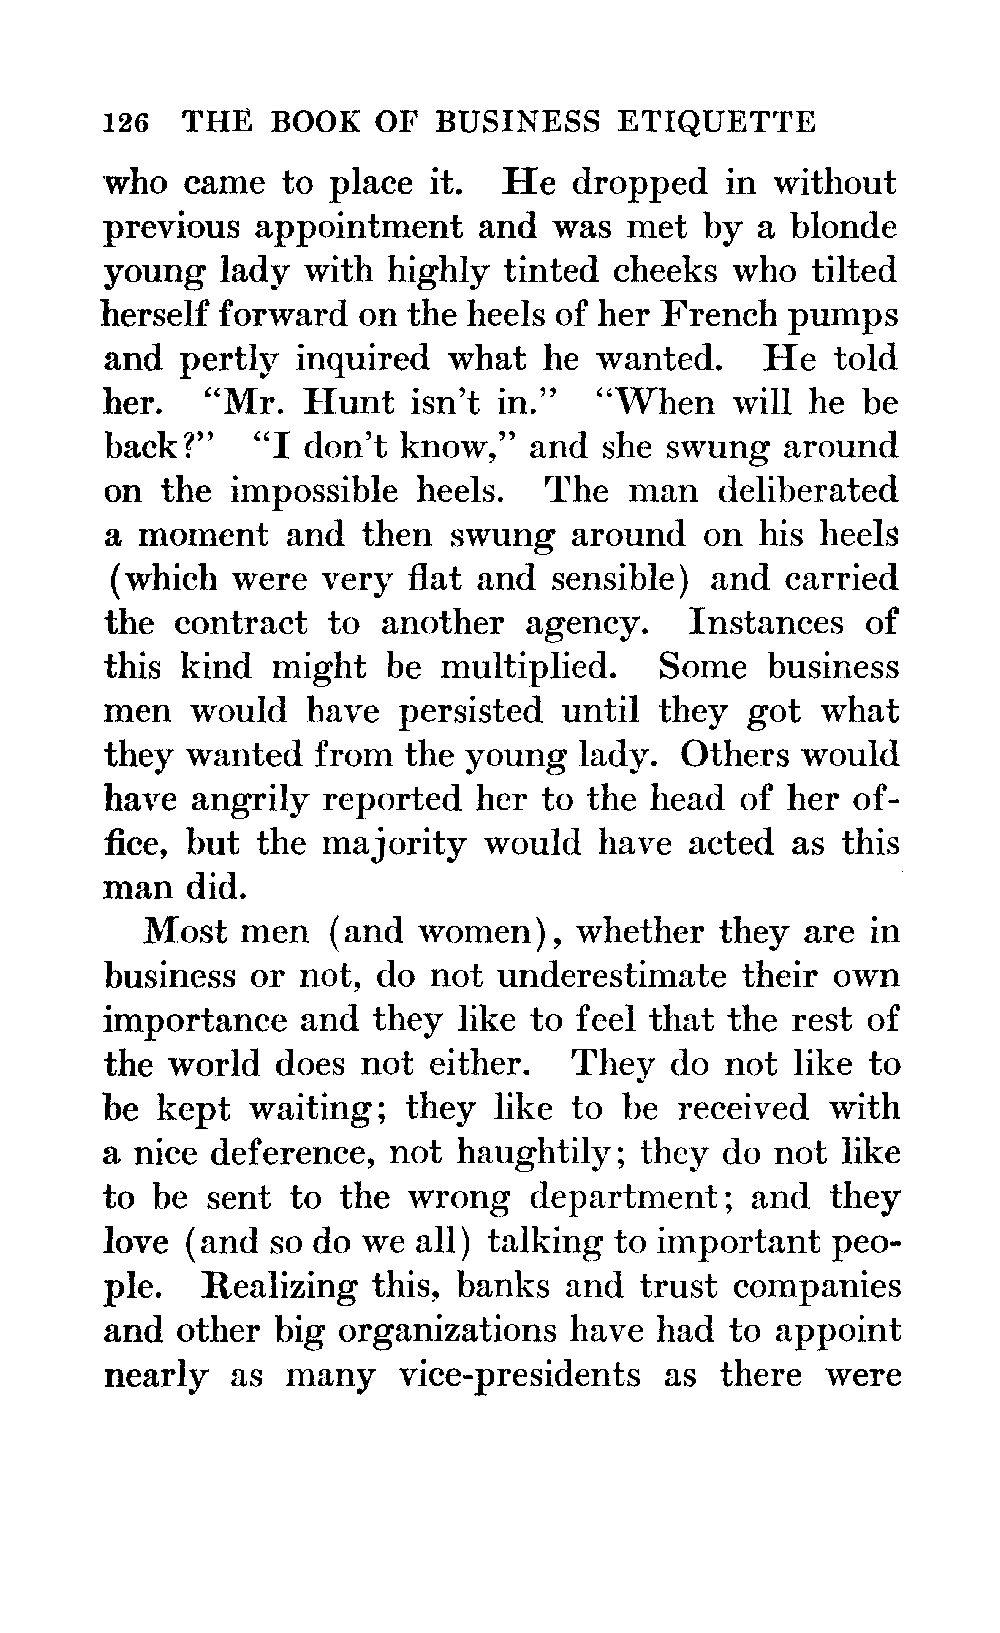 126 THE BOOK OF BUSINESS ETIQUETTE
who came to place it. He dropped in without
previous appointment and was met by a blonde
young lady with highly tinted cheeks who tilted
herself forward on the heels of her French pumps
and pertly inquired what he wanted. He told
her. "Mr. Hunt isn't in." "When will he be
back?" "I don't know," and she swung around
on the impossible heels. The man deliberated
a moment and then swung around on his heels
(which were very flat and sensible) and carried
the contract to another agency. Instances of
this kind might be multiplied. Some business
men would have persisted until they got what
they wanted from the young lady. Others would
have angrily reported her to the head of her of-
fice, but the majority would have acted as this
man did.
Most men (and women), whether they are in
business or not, do not underestimate their own
importance and they like to feel that the rest of
the world does not either. They do not like to
be kept waiting; they like to be received with
a nice deference, not haughtily; they do not like
to be sent to the wrong department; and they
love (and so do we all) talking to important peo-
ple. Realizing this, banks and trust companies
and other big organizations have had to appoint
nearly as many vice-presidents as there were